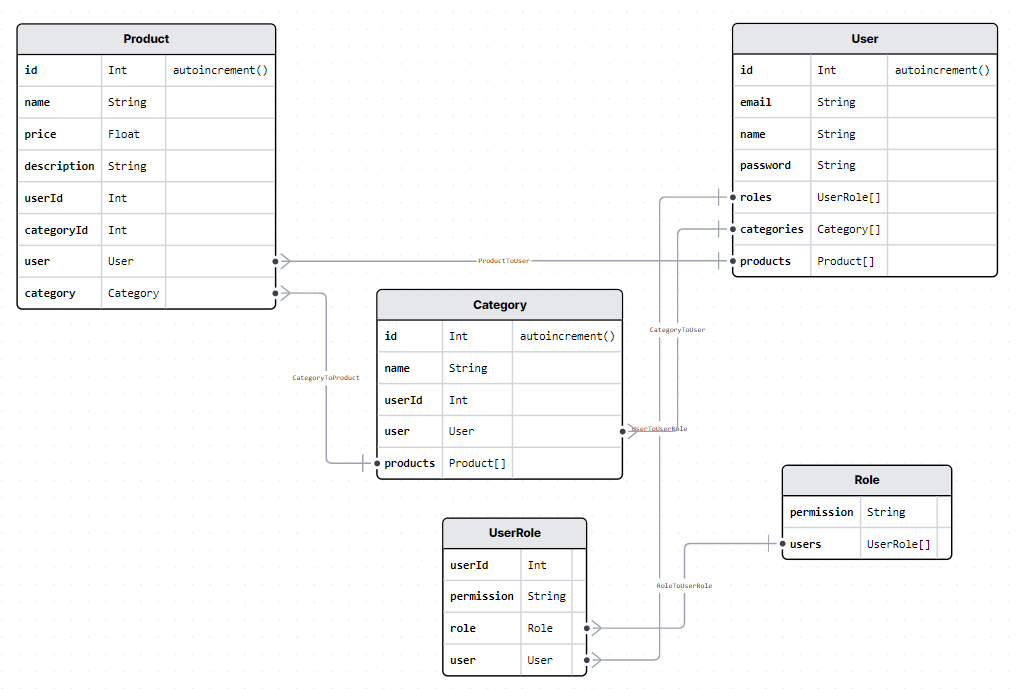 Product
id Int autoincrement()
name String
price Float
description String
userId Int
categoryId Int
user User
category Category
User
id Int autoincrement()
email String
name String
password String
roles UserRole[]
categories Category[]
products Product[]
ProductToUser
Category
id Int autoincrement()
name String
userId Int
user User
products Product[]
CategoryToUser
CategoryToProduct
UserToUserRole
Role
permission String
users UserRole[]
UserRole
userId Int
permission String
role Role
user User
RoleToUserRole